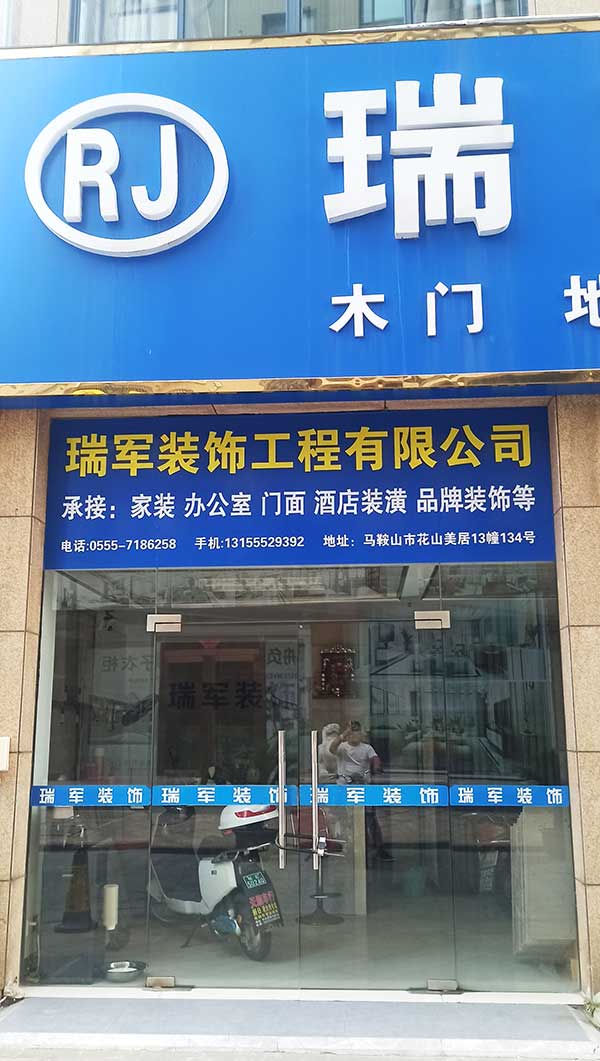 RJ 瑞
木门 地
瑞军装饰工程有限公司
承接：家装 办公室 门面 酒店装潢 品牌装饰等
电话:0555-7186258 手机:13155529392 地址：马鞍山市花山美居13幢134号
子衣柜
瑞军装
瑞军装饰 瑞军装饰 瑞军装饰 瑞军装饰